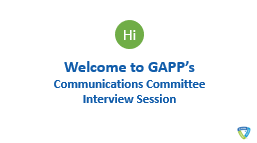 Hi
Welcome to GAPP’s
Communications Committee
Interview Session